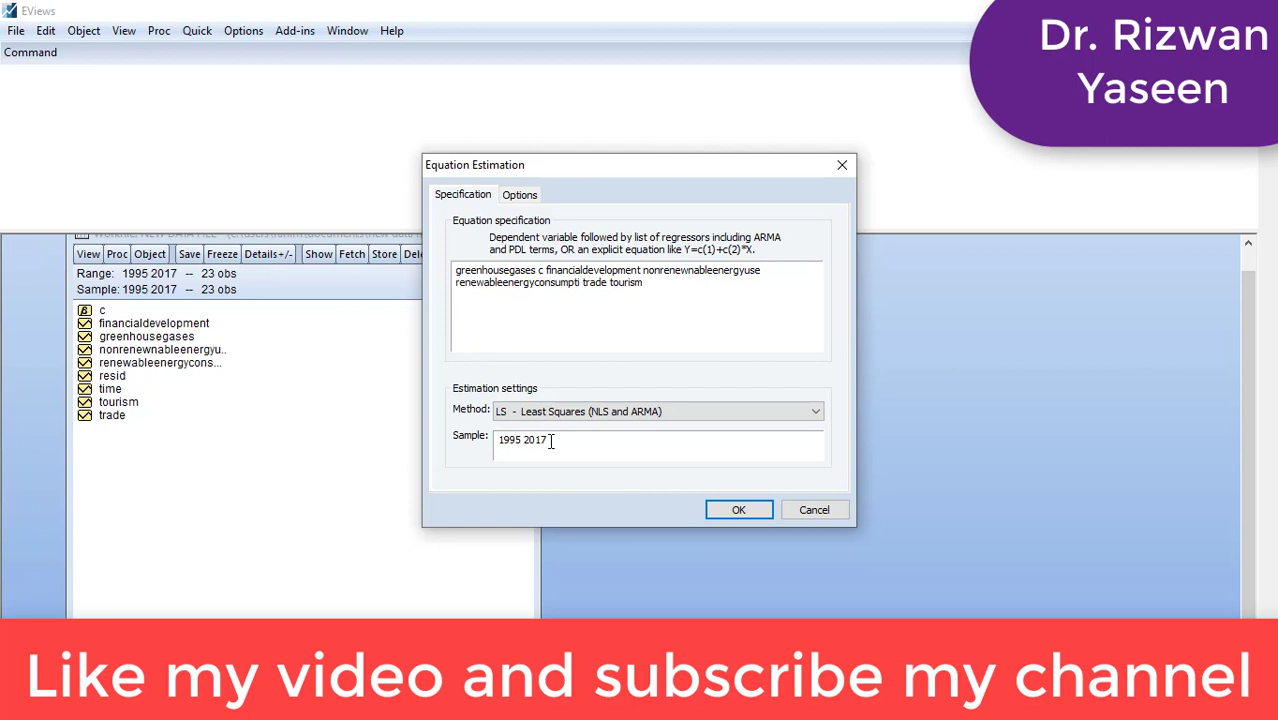 EViews
File Edit Object View Proc Quick Options Add-ins Window Help
Command
Dr. Rizwan
Yaseen
Equation Estimation
Specification Options
Equation specification
Dependent variable followed by list of regressors including ARMA
and PDL terms, OR an explicit equation like Y=c(1)+c(2)*X.
greenhousegases c financialdevelopment nonrenewnableenergyuse
renewableenergyconsumpti trade tourism
Estimation settings
Method: LS - Least Squares (NLS and ARMA)
Sample: 1995 2017
OK Cancel
View Proc Object Save Freeze Details+/- Show Fetch Store Dele
Range: 1995 2017 -- 23 obs
Sample: 1995 2017 -- 23 obs
c
financialdevelopment
greenhousegases
nonrenewnableenergyu..
renewableenergycons...
resid
time
tourism
trade
Like my video and subscribe my channel